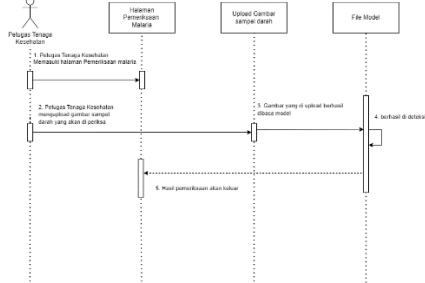 Petugas Tenaga
Kesehatan
Halaman
Pemeriksaan
Malaria
Upload Gambar
sampel darah
File Model
1. Petugas Tenaga Kesehatan
Memasuki halaman Pemeriksaan malaria
2. Petugas Tenaga Kesehatan
mengupload gambar sampel
darah yang akan di periksa
3. Gambar yang di upload berhasil
dibaca model
4. berhasil di deteksi
5. Hasil pemeriksaan akan keluar